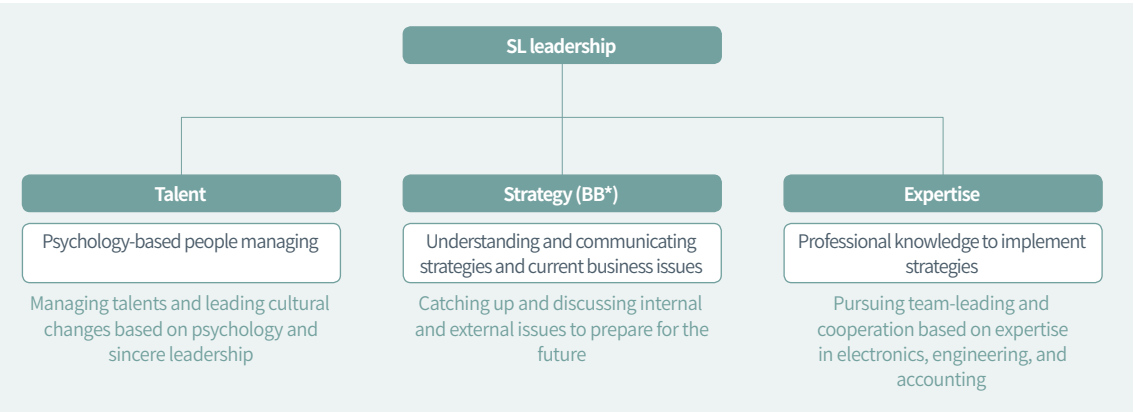 SL leadership
Talent
Psychology-based people managing
Managing talents and leading cultural
changes based on psychology and
sincere leadership
Strategy (BB*)
Understanding and communicating
strategies and current business issues
Catching up and discussing internal
and external issues to prepare for the
future
Expertise
Professional knowledge to implement
strategies
Pursuing team-leading and
cooperation based on expertise
in electronics, engineering, and
accounting